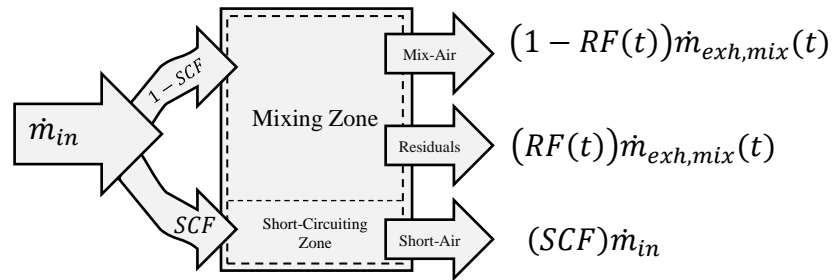 ṁ_in
1−SCF
SCF
Mixing Zone
Short-Circuiting
Zone
Mix-Air
Residuals
Short-Air
(1 − RF(t))ṁ_exh,mix(t)
(RF(t))ṁ_exh,mix(t)
(SCF)ṁ_in